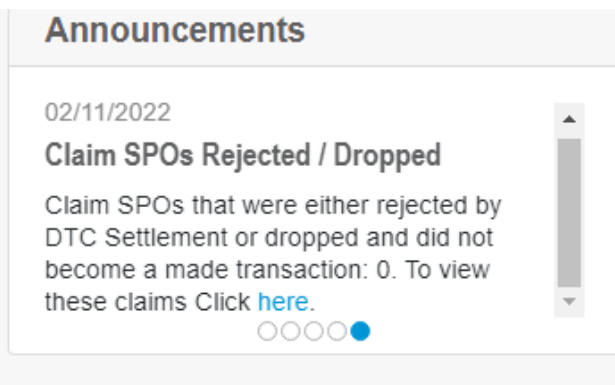 Announcements
02/11/2022
Claim SPOs Rejected / Dropped
Claim SPOs that were either rejected by
DTC Settlement or dropped and did not
become a made transaction: 0. To view
these claims Click here.